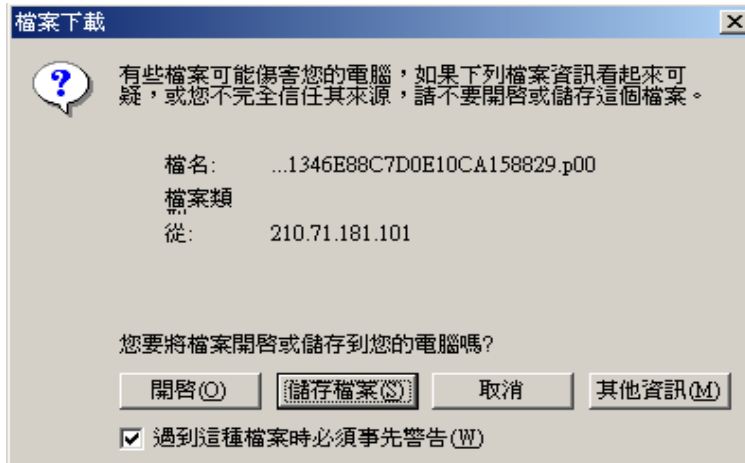 檔案下載
有些檔案可能傷害您的電腦，如果下列檔案資訊看起來可
疑，或您不完全信任其來源，請不要開啓或儲存這個檔案。
檔名: ...1346E88C7D0E10CA158829.p00
檔案類
從: 210.71.181.101
您要將檔案開啓或儲存到您的電腦嗎?
開啓(O) 儲存檔案(S) 取消 其他資訊(M)
遇到這種檔案時必須事先警告(W)